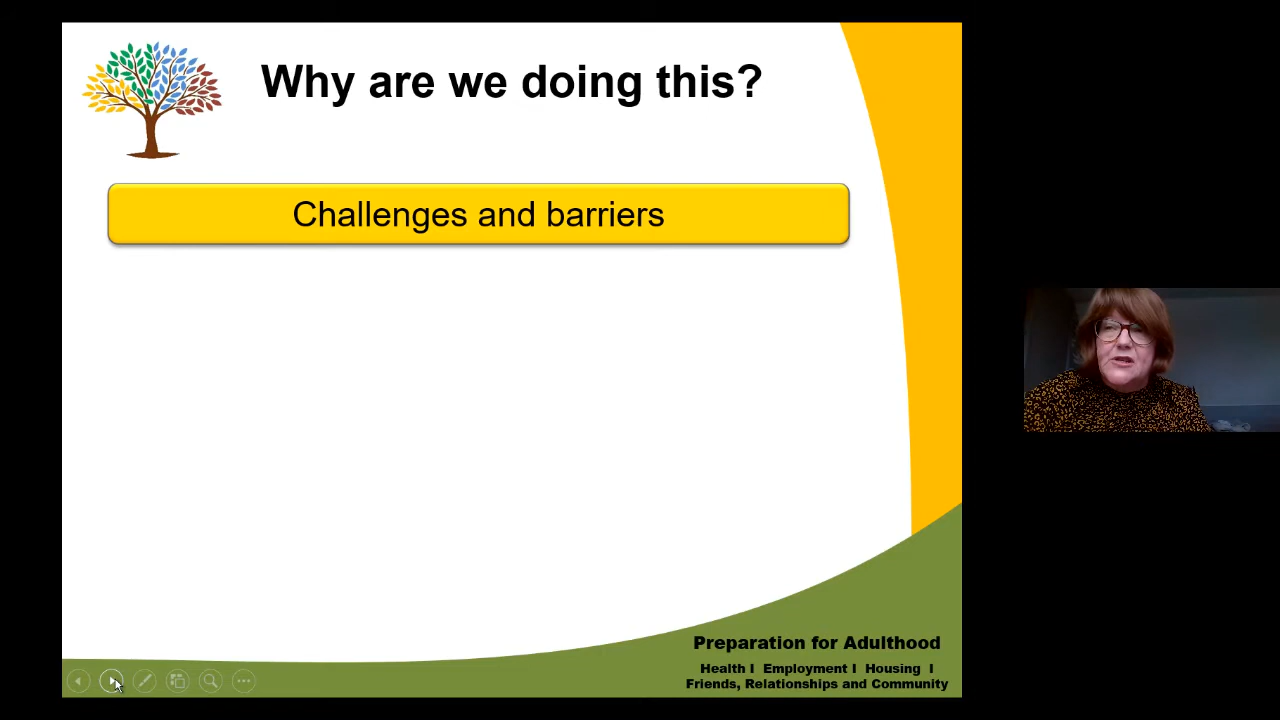 Why are we doing this?
Challenges and barriers
Preparation for Adulthood
Health I Employment I Housing I
Friends, Relationships and Community